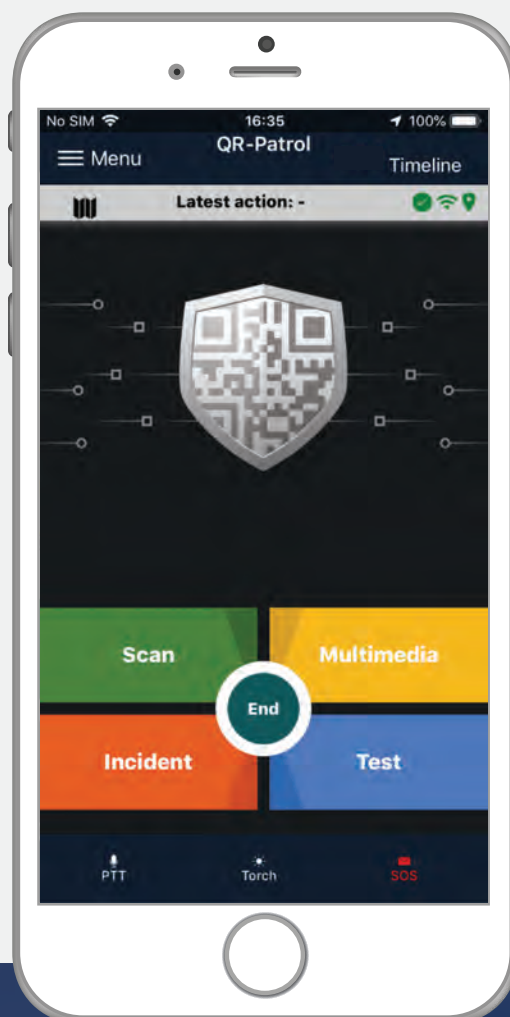 No SIM 16:35 100%
QR-Patrol
Menu Timeline
Latest action: -
Scan Multimedia
End
Incident Test
PTT Torch SOS